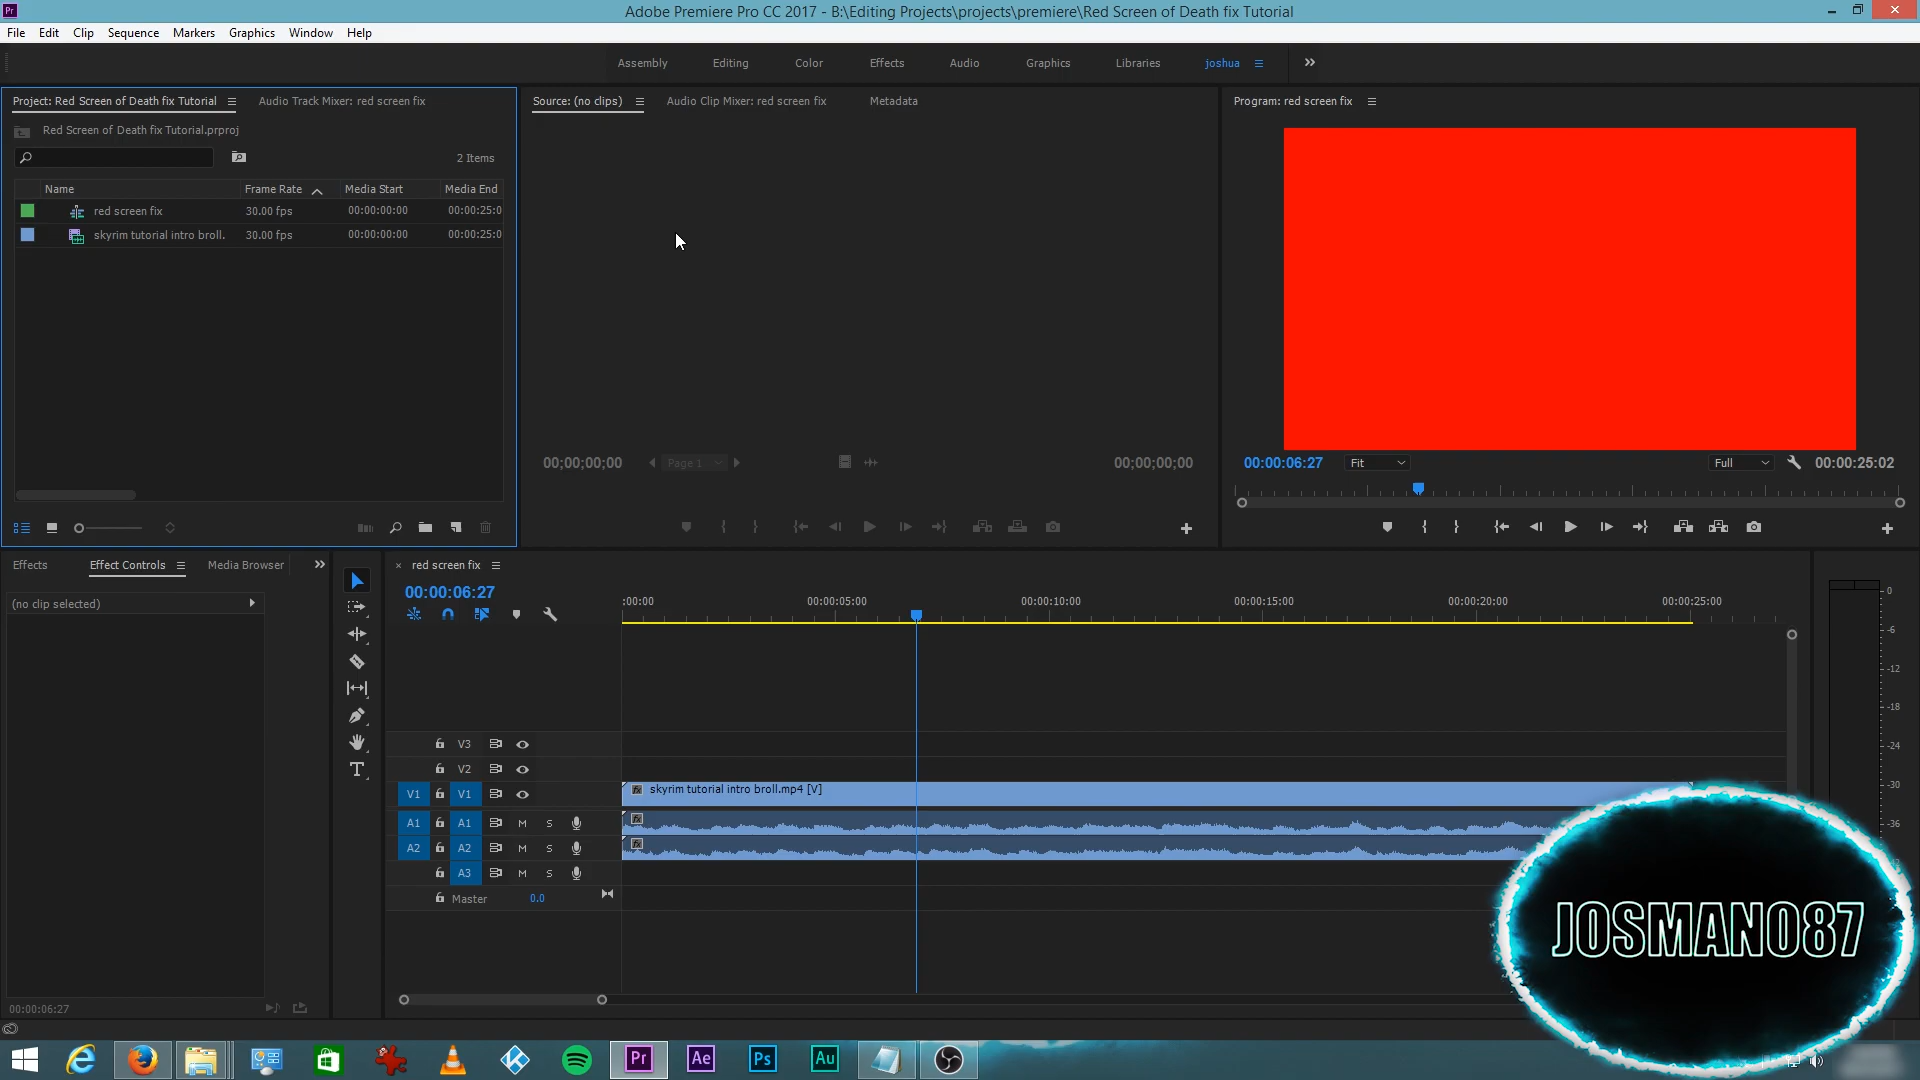 Pr
Adobe Premiere Pro CC 2017 - B:\Editing Projects\projects\premiere\Red Screen of Death fix Tutorial
File Edit Clip Sequence Markers Graphics Window Help
Assembly Editing Color Effects Audio Graphics Libraries joshua
Project: Red Screen of Death fix Tutorial Audio Track Mixer: red screen fix
Source: (no clips) Audio Clip Mixer: red screen fix Metadata
Program: red screen fix
Red Screen of Death fix Tutorial.prproj
2 Items
Name Frame Rate Media Start Media End
red screen fix 30.00 fps 00:00:00:00 00:00:25:0
skyrim tutorial intro broll. 30.00 fps 00:00:00:00 00:00:25:0
00;00;00;00 Page 1 00;00;00;00
00:00:06:27 Fit Full 00:00:25:02
Effects Effect Controls Media Browser
(no clip selected)
red screen fix
00:00:06:27
:00:00 00:00:05:00 00:00:10:00 00:00:15:00 00:00:20:00 00:00:25:00
V3
V2
V1 V1 fx skyrim tutorial intro broll.mp4 [V]
A1 A1 M S fx
A2 A2 M S fx
A3 M S
Master 0.0
0
-6
-12
-18
-24
-30
-36
JOSMAN087
00:00:06:27
Pr Ae Ps Au